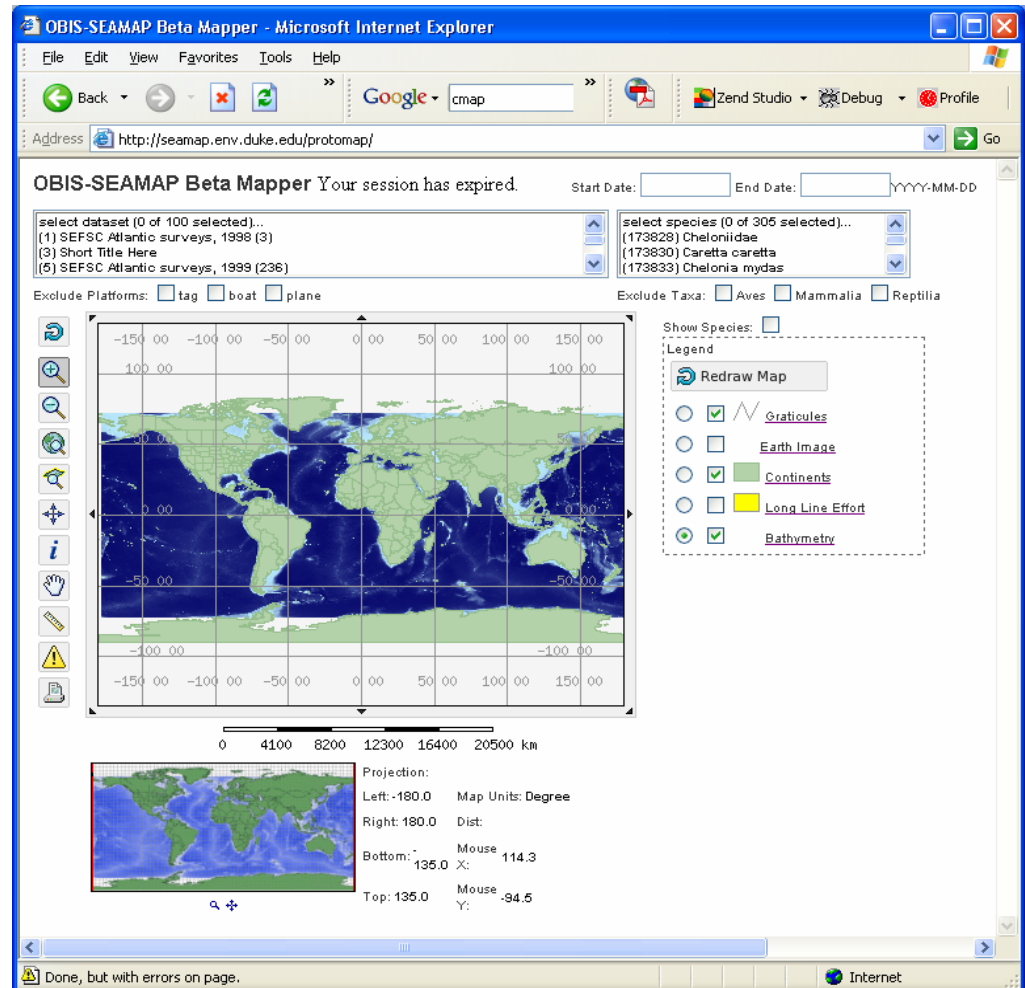 OBIS-SEAMAP Beta Mapper - Microsoft Internet Explorer
File Edit View Favorites Tools Help
Back » Google cmap » Zend Studio Debug Profile
Address http://seamap.env.duke.edu/protomap/ Go
OBIS-SEAMAP Beta Mapper Your session has expired. Start Date: End Date: YYYY-MM-DD
select dataset (0 of 100 selected)... select species (0 of 305 selected)...
(1) SEFSC Atlantic surveys, 1998 (3) (173828) Cheloniidae
(3) Short Title Here (173830) Caretta caretta
(5) SEFSC Atlantic surveys, 1999 (236) (173833) Chelonia mydas
Exclude Platforms: tag boat plane Exclude Taxa: Aves Mammalia Reptilia
Show Species:
-150 00 -100 00 -50 00 0 00 50 00 100 00 150 00
Legend
100 00 100 00
Redraw Map
Graticules
50 00 50 00
Earth Image
Continents
0 00 0 00
Long Line Effort
Bathymetry
i
-50 00 -50 00
-100 00 -100 00
-150 00 -100 00 -50 00 0 00 50 00 100 00 150 00
0 4100 8200 12300 16400 20500 km
Projection:
Left: -180.0 Map Units: Degree
Right: 180.0 Dist:
Bottom: -135.0 Mouse X: 114.3
Top: 135.0 Mouse Y: -94.5
Done, but with errors on page. Internet